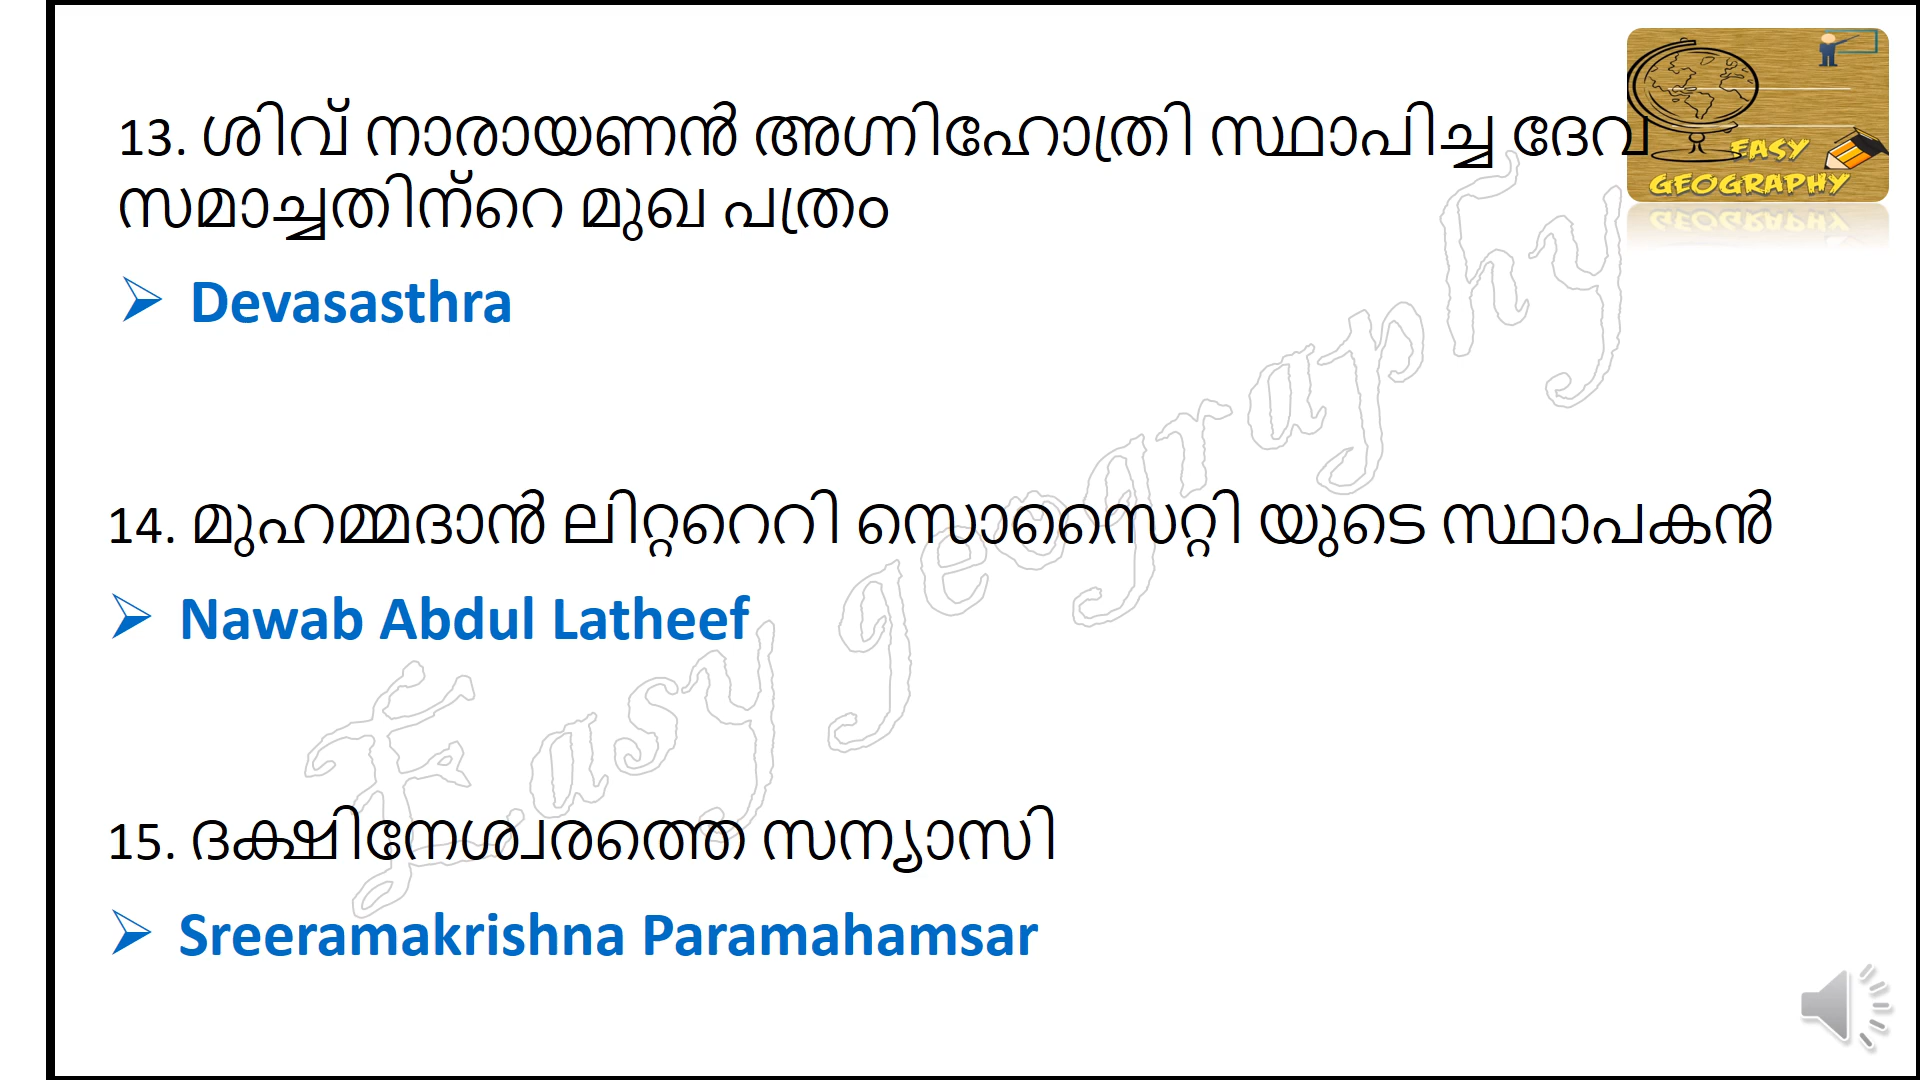 13. ശിവ് നാരായണൻ അഗ്നിഹോത്രി സ്ഥാപിച്ച ദേവ
സമാച്ചതിന്റെ മുഖ പത്രം
Devasasthra
14. മുഹമ്മദാൻ ലിറ്ററെറി സൊസൈറ്റി യുടെ സ്ഥാപകൻ
Nawab Abdul Latheef
15. ദക്ഷിനേശ്വരത്തെ സന്യാസി
Sreeramakrishna Paramahamsar
EASY
GEOGRAPHY
Easy geography